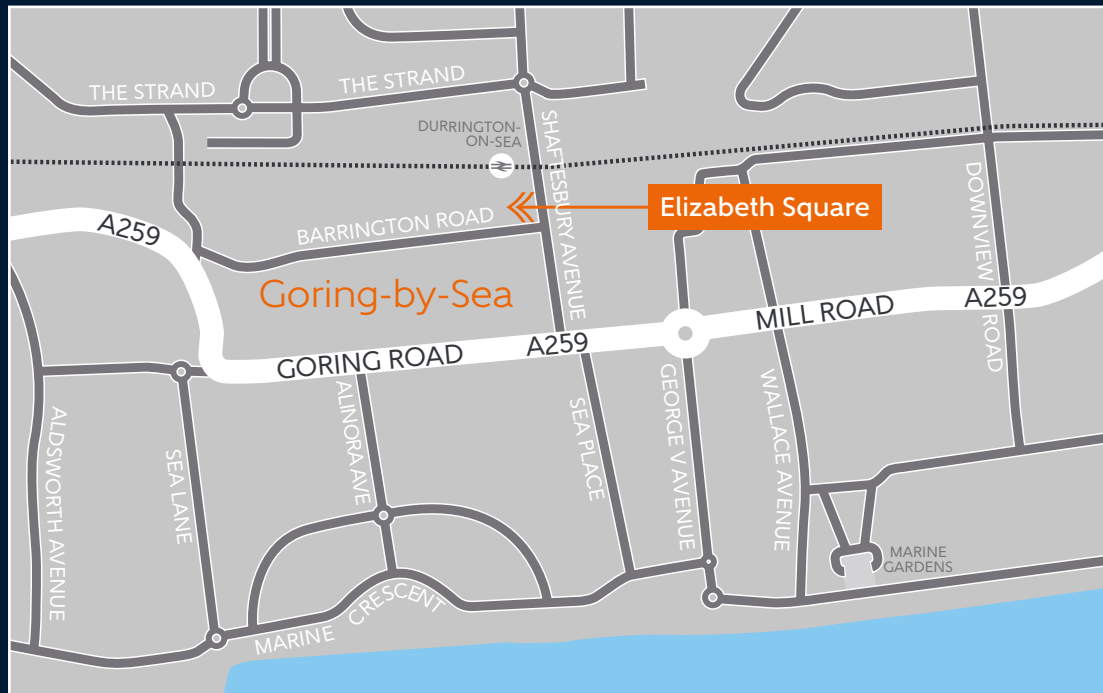 THE STRAND
THE STRAND
DURRINGTON-
ON-SEA
SHAFTESBURY AVENUE
DOWNVIEW ROAD
Elizabeth Square
A259
BARRINGTON ROAD
Goring-by-Sea
A259
MILL ROAD
A259
GORING ROAD
ALDSWORTH AVENUE
SEA LANE
ALINORA AVE
SEA PLACE
GEORGE V AVENUE
WALLACE AVENUE
MARINE
GARDENS
MARINE CRESCENT